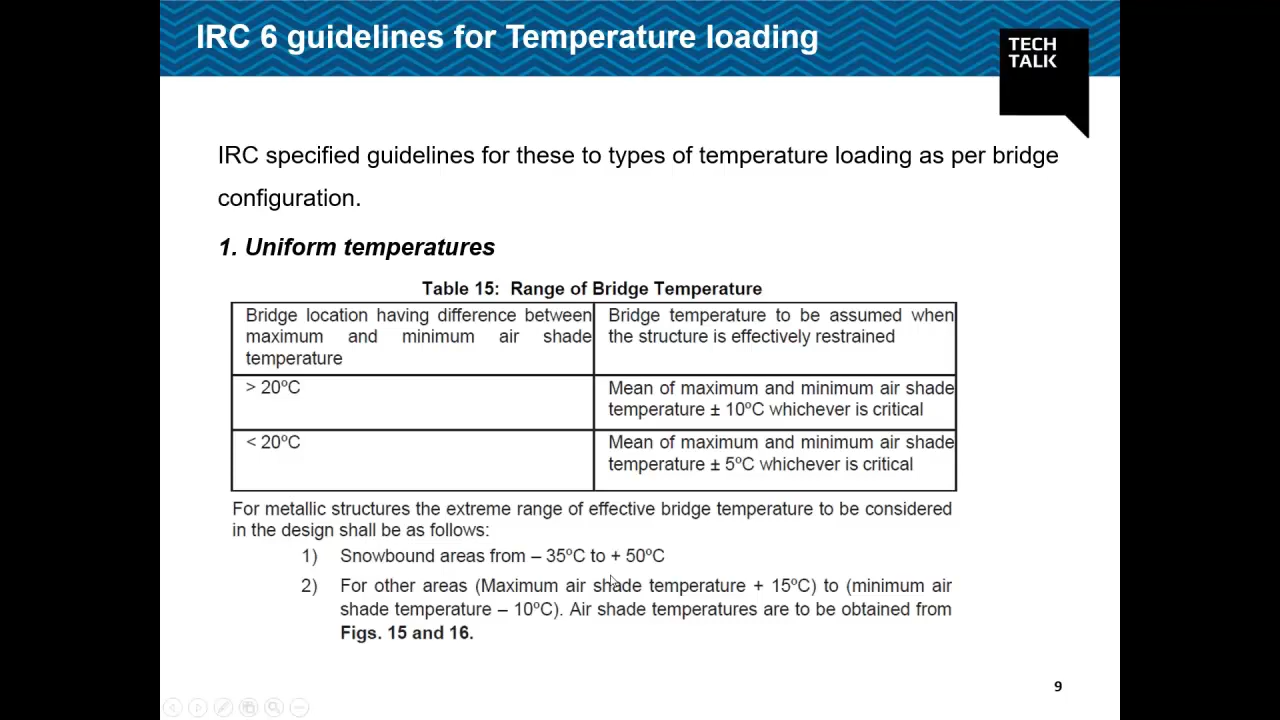 IRC 6 guidelines for Temperature loading
TECH
TALK
IRC specified guidelines for these to types of temperature loading as per bridge
configuration.
1. Uniform temperatures
Table 15: Range of Bridge Temperature
Bridge location having difference between
maximum and minimum air shade
temperature
Bridge temperature to be assumed when
the structure is effectively restrained
> 20ºC
Mean of maximum and minimum air shade
temperature ± 10ºC whichever is critical
< 20ºC
Mean of maximum and minimum air shade
temperature ± 5ºC whichever is critical
For metallic structures the extreme range of effective bridge temperature to be considered
in the design shall be as follows:
1) Snowbound areas from – 35ºC to + 50ºC
2) For other areas (Maximum air shade temperature + 15ºC) to (minimum air
shade temperature – 10ºC). Air shade temperatures are to be obtained from
Figs. 15 and 16.
9